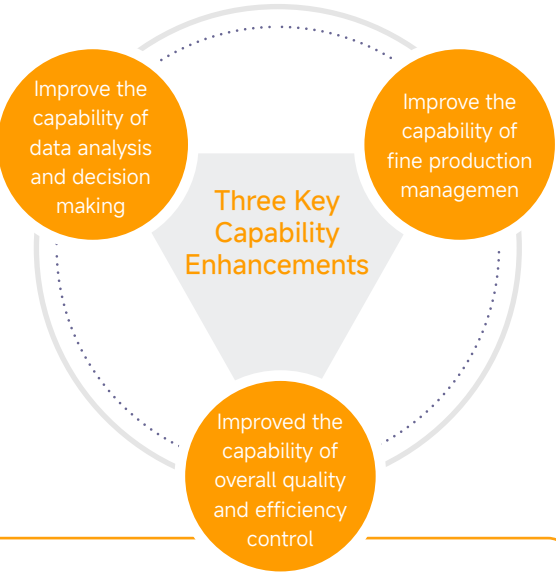 Improve the
capability of
data analysis
and decision
making
Improve the
capability of
fine production
managemen
Three Key
Capability
Enhancements
Improved the
capability of
overall quality
and efficiency
control